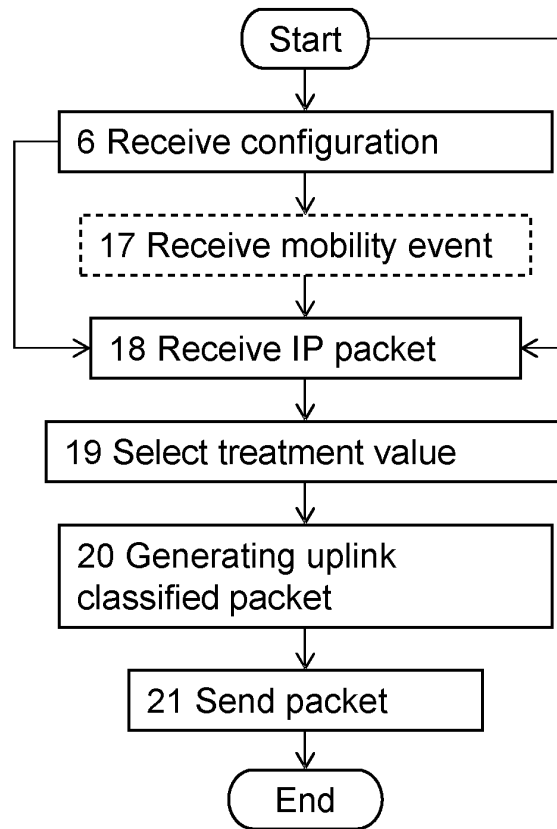 Start
6 Receive configuration
17 Receive mobility event
18 Receive IP packet
19 Select treatment value
20 Generating uplink
classified packet
21 Send packet
End